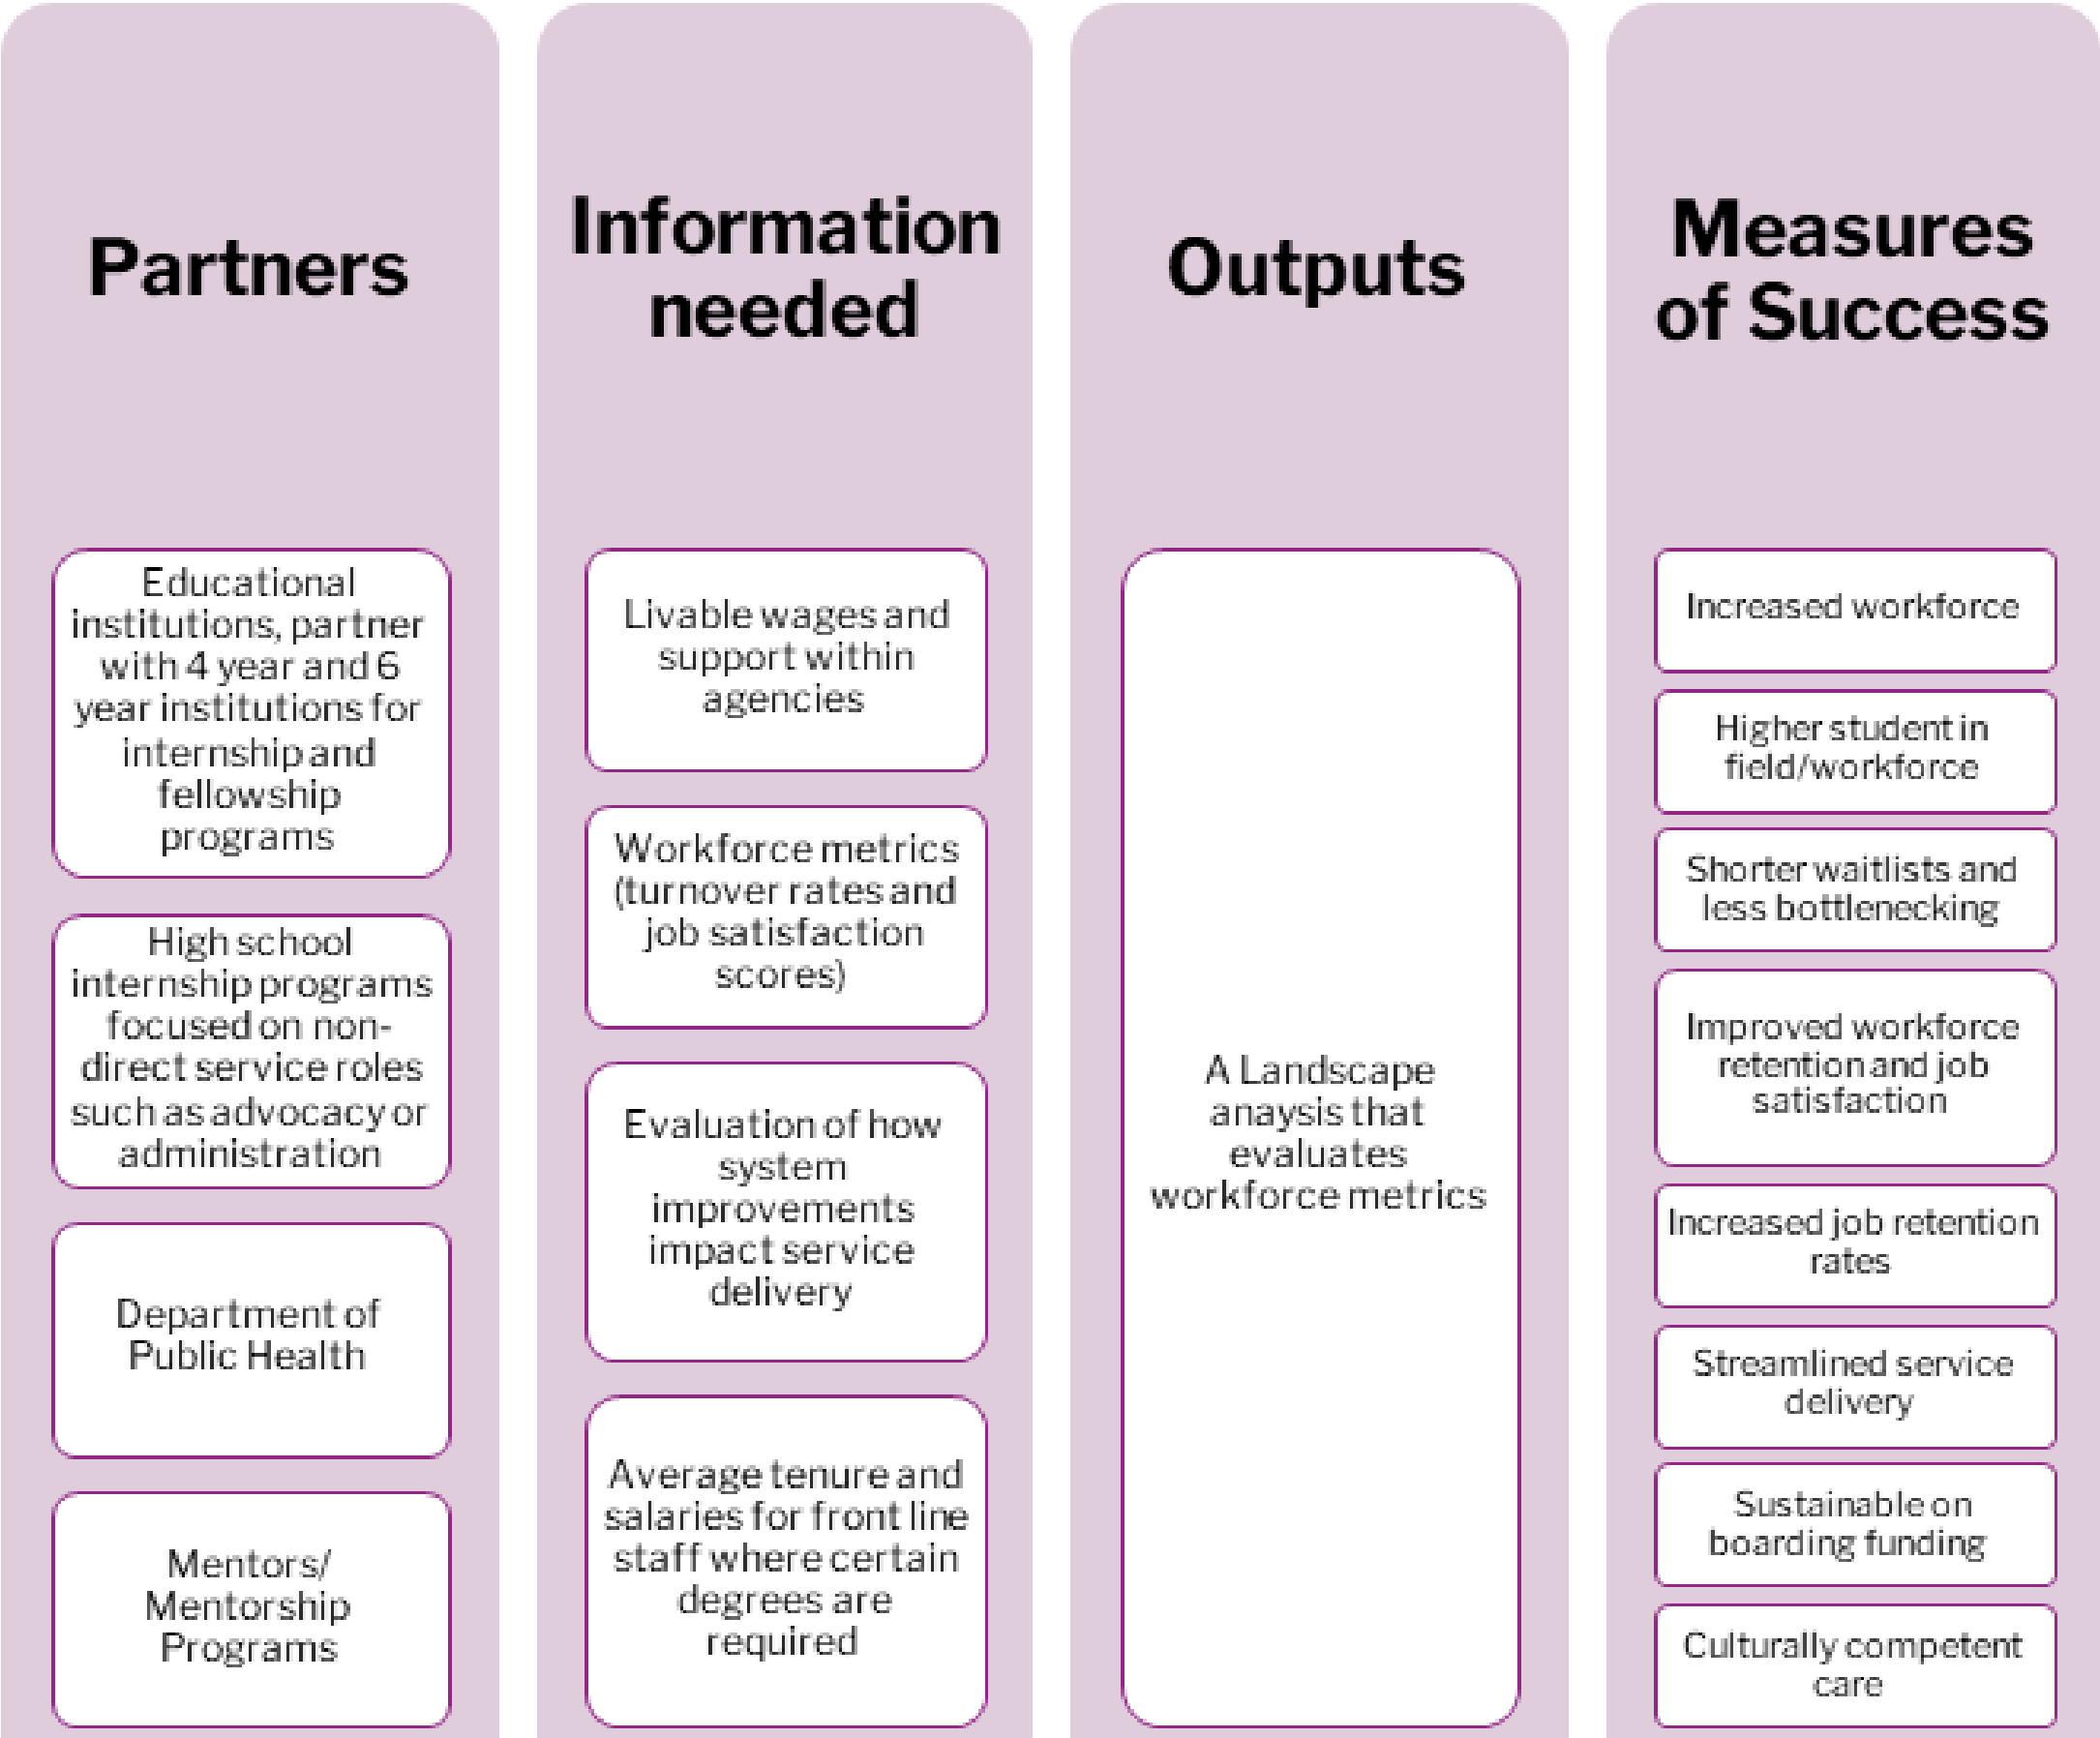 Partners
Educational
institutions, partner
with 4 year and 6
year institutions for
internship and
fellowship
programs
High school
internship programs
focused on non-
direct service roles
such as advocacy or
administration
Department of
Public Health
Mentors/
Mentorship
Programs
Information
needed
Livable wages and
support within
agencies
Workforce metrics
(turnover rates and
job satisfaction
scores)
Evaluation of how
system
improvements
impact service
delivery
Average tenure and
salaries for front line
staff where certain
degrees are
required
Outputs
A Landscape
anaysis that
evaluates
workforce metrics
Measures
of Success
Increased workforce
Higher student in
field/workforce
Shorter waitlists and
less bottlenecking
Improved workforce
retention and job
satisfaction
Increased job retention
rates
Streamlined service
delivery
Sustainable on
boarding funding
Culturally competent
care